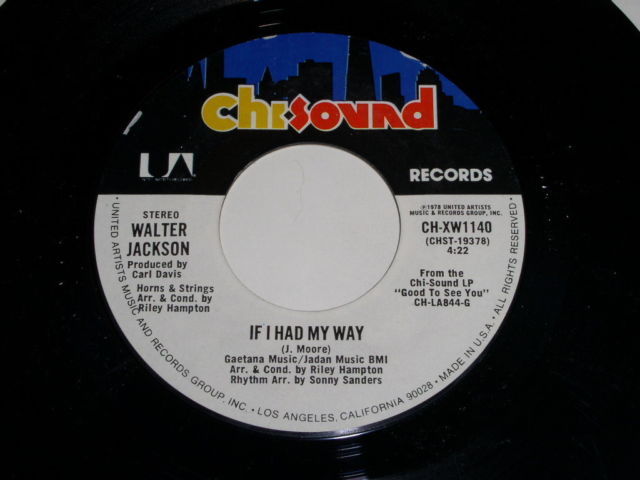 Chi-Sound
UA
RECORDS
STEREO
WALTER
JACKSON
Produced by
Carl Davis
Horns & Strings
Arr. & Cond. by
Riley Hampton
℗1978 UNITED ARTISTS
MUSIC & RECORDS GROUP, INC.
CH-XW1140
(CHST-19378)
4:22
From the
Chi-Sound LP
"Good To See You"
CH-LA844-G
IF I HAD MY WAY
(J. Moore)
Gaetana Music/Jadan Music BMI
Arr. & Cond. by Riley Hampton
Rhythm Arr. by Sonny Sanders
• UNITED ARTISTS MUSIC AND RECORDS GROUP, INC. • LOS ANGELES, CALIFORNIA 90028 • MADE IN U.S.A. • ALL RIGHTS RESERVED.